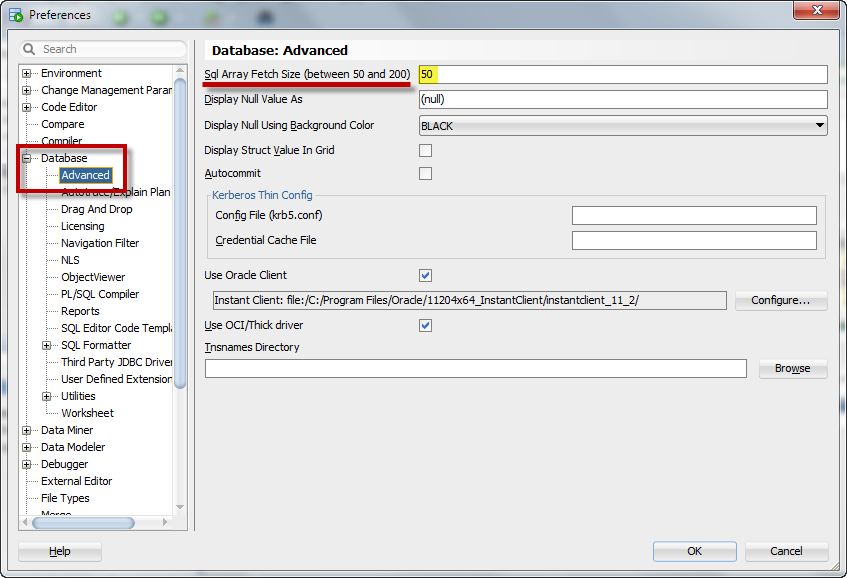 Preferences
Search
Environment
Change Management Param
Code Editor
Compare
Compiler
Database
Advanced
Autotrace/Explain Plan
Drag And Drop
Licensing
Navigation Filter
NLS
ObjectViewer
PL/SQL Compiler
Reports
SQL Editor Code Templa
SQL Formatter
Third Party JDBC Driver
User Defined Extension
Utilities
Worksheet
Data Miner
Data Modeler
Debugger
External Editor
File Types
Merge
Database: Advanced
Sql Array Fetch Size (between 50 and 200) 50
Display Null Value As (null)
Display Null Using Background Color BLACK
Display Struct Value In Grid
Autocommit
Kerberos Thin Config
Config File (krb5.conf)
Credential Cache File
Use Oracle Client
Instant Client: file:/C:/Program Files/Oracle/11204x64_InstantClient/instantclient_11_2/ Configure...
Use OCI/Thick driver
Tnsnames Directory
Browse
Help OK Cancel